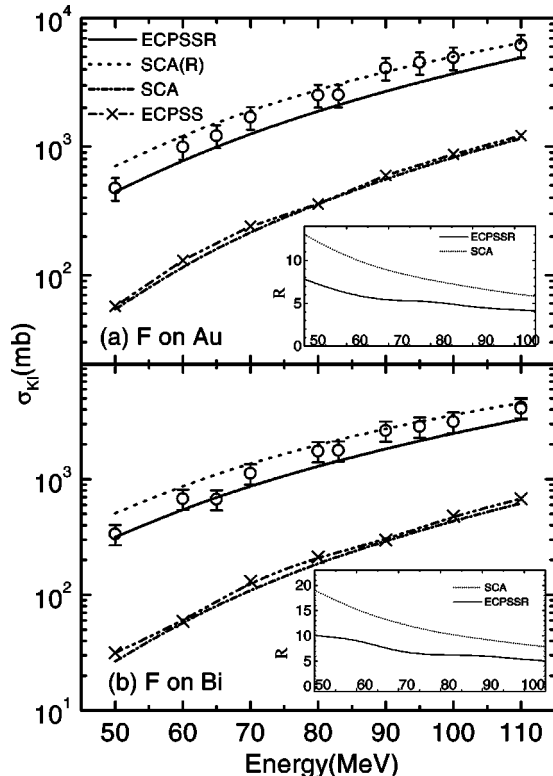 10^4
ECPSSR
SCA(R)
SCA
ECPSS
10^3
10^2
ECPSSR
SCA
10
5
0
R
50 60 70 80 90 100
(a) F on Au
σKI(mb)
10^3
10^2
10^1
20
15
10
5
0
R
SCA
ECPSSR
50 60 70 80 90 100
(b) F on Bi
50 60 70 80 90 100 110
Energy(MeV)